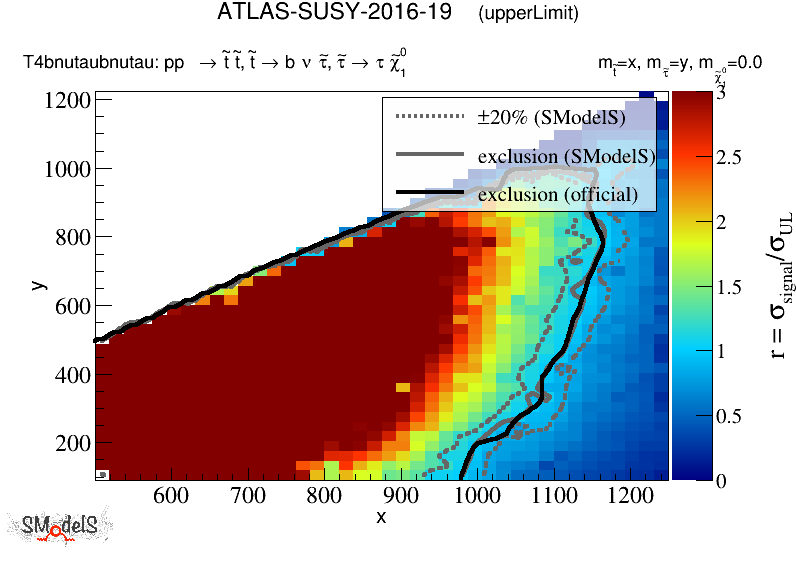 ATLAS-SUSY-2016-19 (upperLimit)
T4bnutaubnutau: pp → t̃ t̃, t̃ → b ν τ̃, τ̃ → τ χ̃₁⁰ m_t̃=x, m_τ̃=y, m_χ̃₁⁰=0.0
±20% (SModelS)
exclusion (SModelS)
exclusion (official)
1200
1000
800
600
400
200
y
600 700 800 900 1000 1100 1200
x
3
2.5
2
1.5
1
0.5
0
r = σ_signal/σ_UL
SModelS